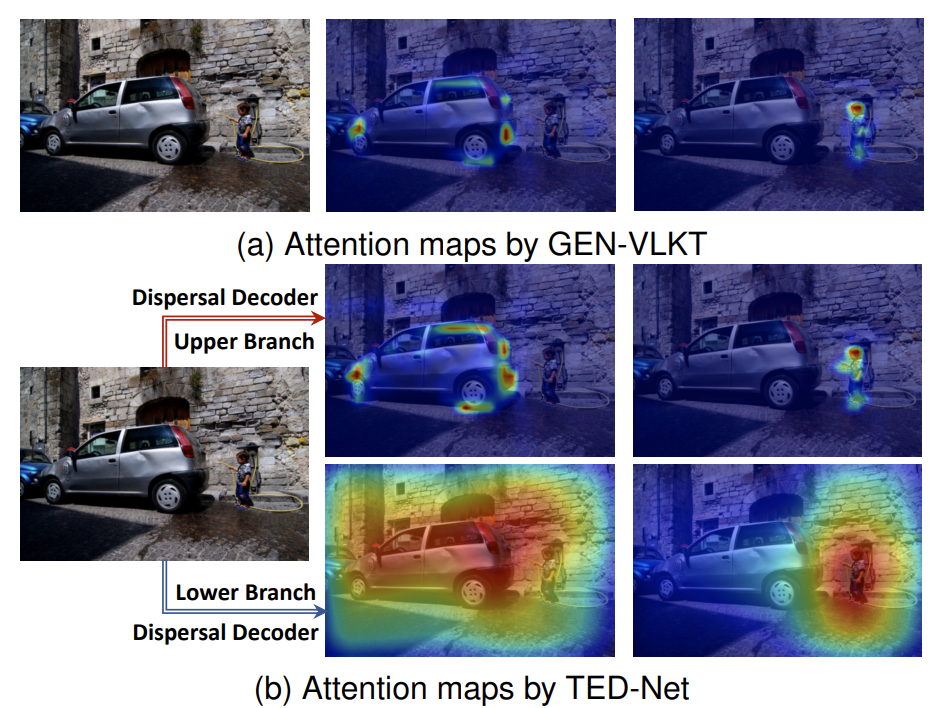 (a) Attention maps by GEN-VLKT
Dispersal Decoder
Upper Branch
Lower Branch
Dispersal Decoder
(b) Attention maps by TED-Net